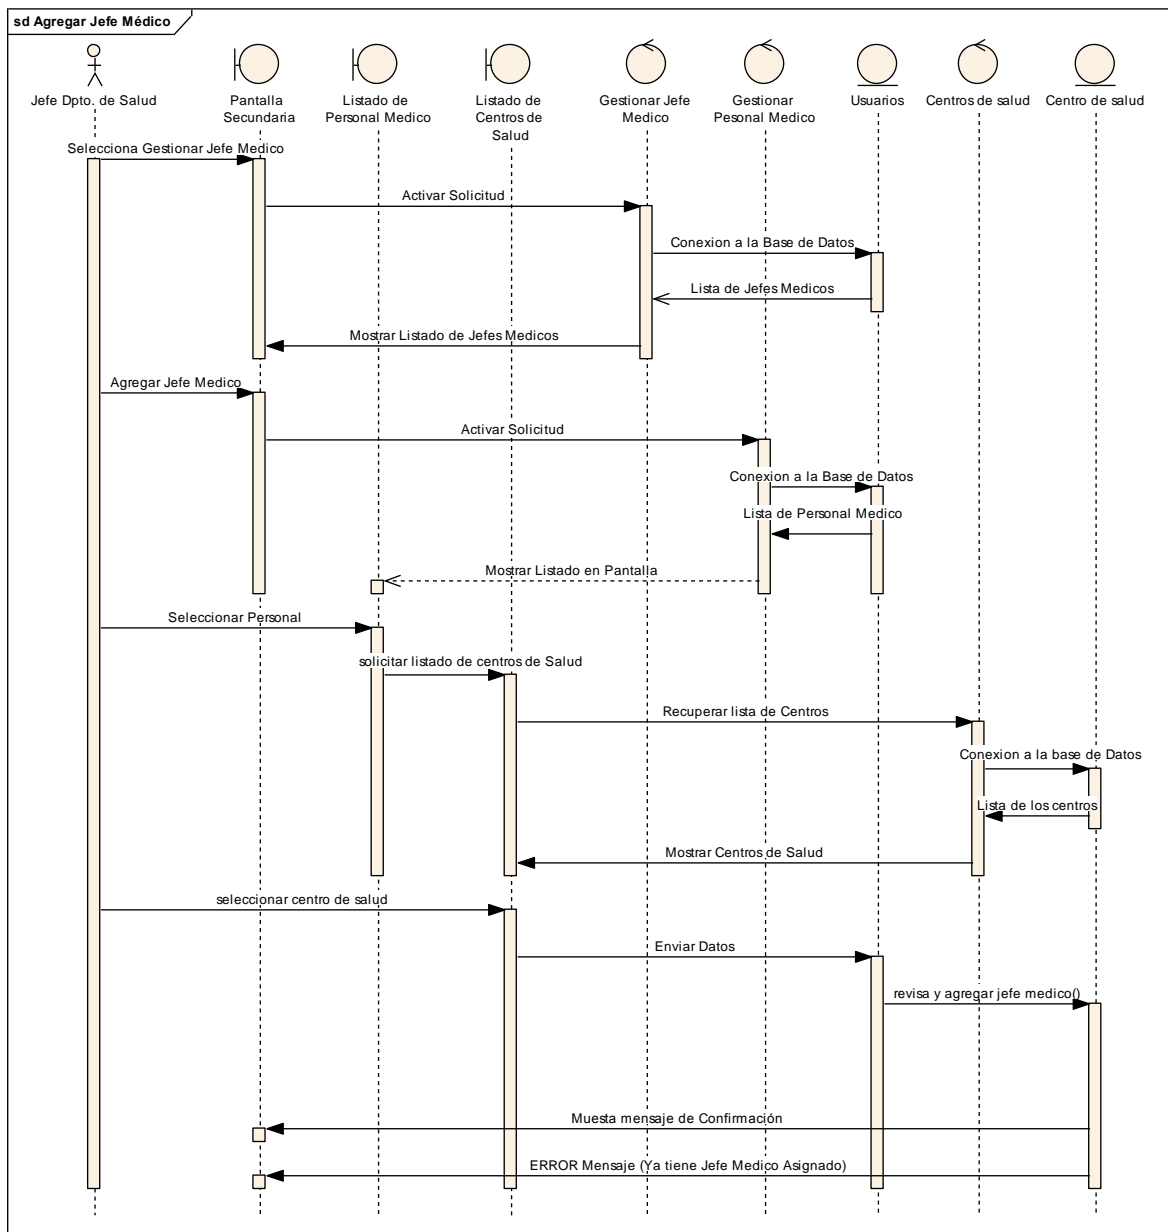 sd Agregar Jefe Médico
Jefe Dpto. de Salud
Pantalla
Secundaria
Listado de
Personal Medico
Listado de
Centros de
Salud
Gestionar Jefe
Medico
Gestionar
Pesonal Medico
Usuarios
Centros de salud
Centro de salud
Selecciona Gestionar Jefe Medico
Activar Solicitud
Conexion a la Base de Datos
Lista de Jefes Medicos
Mostrar Listado de Jefes Medicos
Agregar Jefe Medico
Activar Solicitud
Conexion a la Base de Datos
Lista de Personal Medico
Mostrar Listado en Pantalla
Seleccionar Personal
solicitar listado de centros de Salud
Recuperar lista de Centros
Conexion a la base de Datos
Lista de los centros
Mostrar Centros de Salud
seleccionar centro de salud
Enviar Datos
revisa y agregar jefe medico()
Muesta mensaje de Confirmación
ERROR Mensaje (Ya tiene Jefe Medico Asignado)